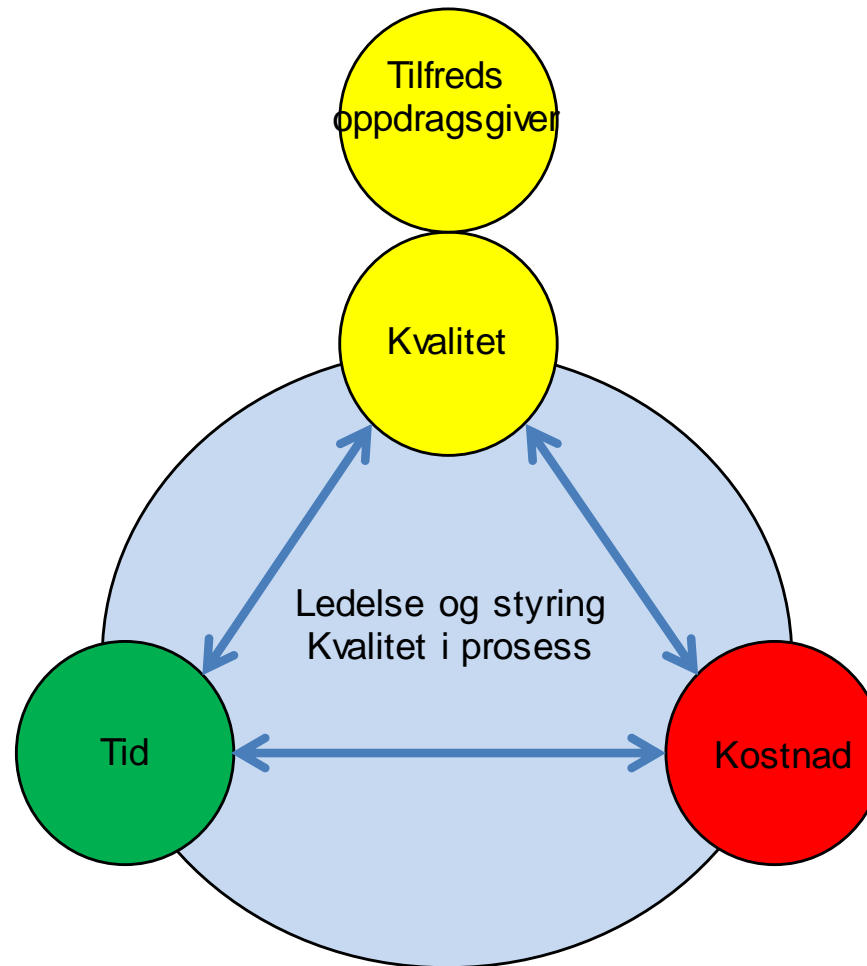 Tilfreds
oppdragsgiver
Kvalitet
Ledelse og styring
Kvalitet i prosess
Tid
Kostnad